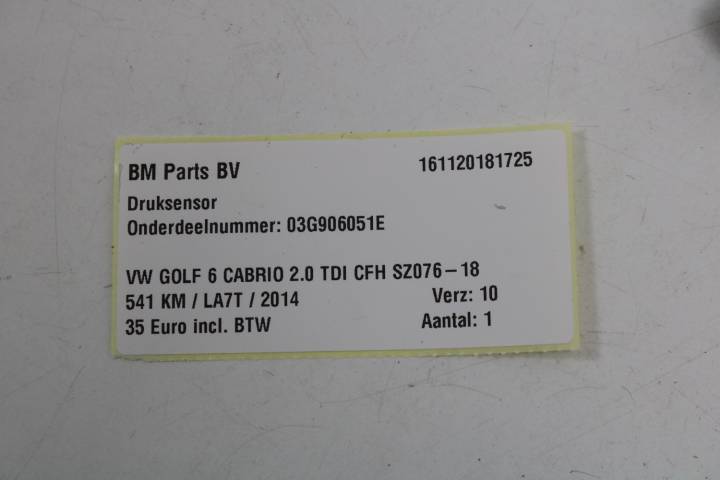 BM Parts BV 161120181725
Druksensor
Onderdeelnummer: 03G906051E
VW GOLF 6 CABRIO 2.0 TDI CFH SZ076-18
541 KM / LA7T / 2014 Verz: 10
35 Euro incl. BTW Aantal: 1